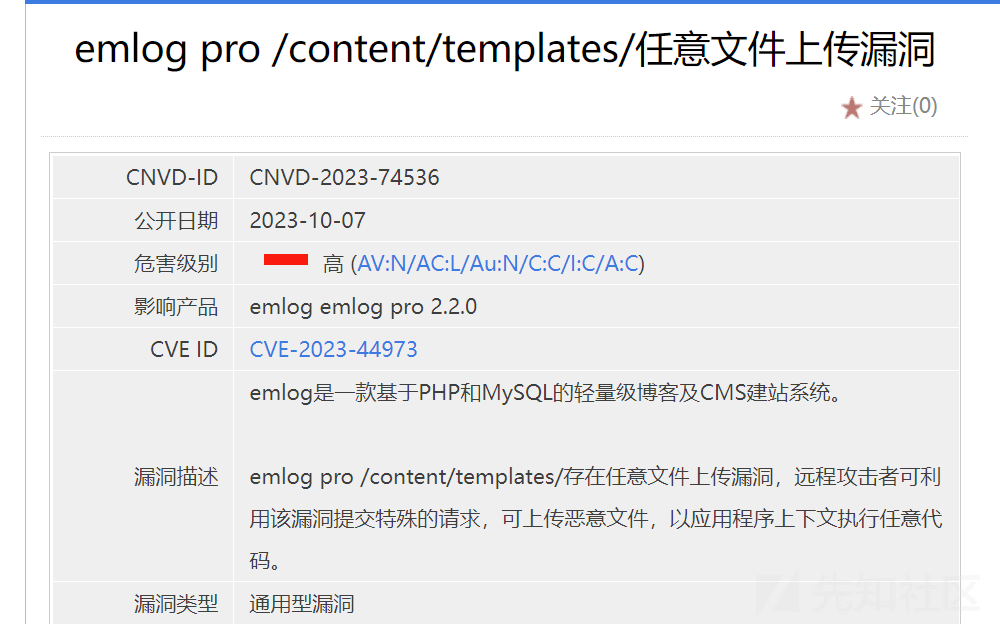 emlog pro /content/templates/任意文件上传漏洞
关注(0)
CNVD-ID CNVD-2023-74536
公开日期 2023-10-07
危害级别 高 (AV:N/AC:L/Au:N/C:C/I:C/A:C)
影响产品 emlog emlog pro 2.2.0
CVE ID CVE-2023-44973
emlog是一款基于PHP和MySQL的轻量级博客及CMS建站系统。
漏洞描述 emlog pro /content/templates/存在任意文件上传漏洞，远程攻击者可利
用该漏洞提交特殊的请求，可上传恶意文件，以应用程序上下文执行任意代
码。
漏洞类型 通用型漏洞
先知社区